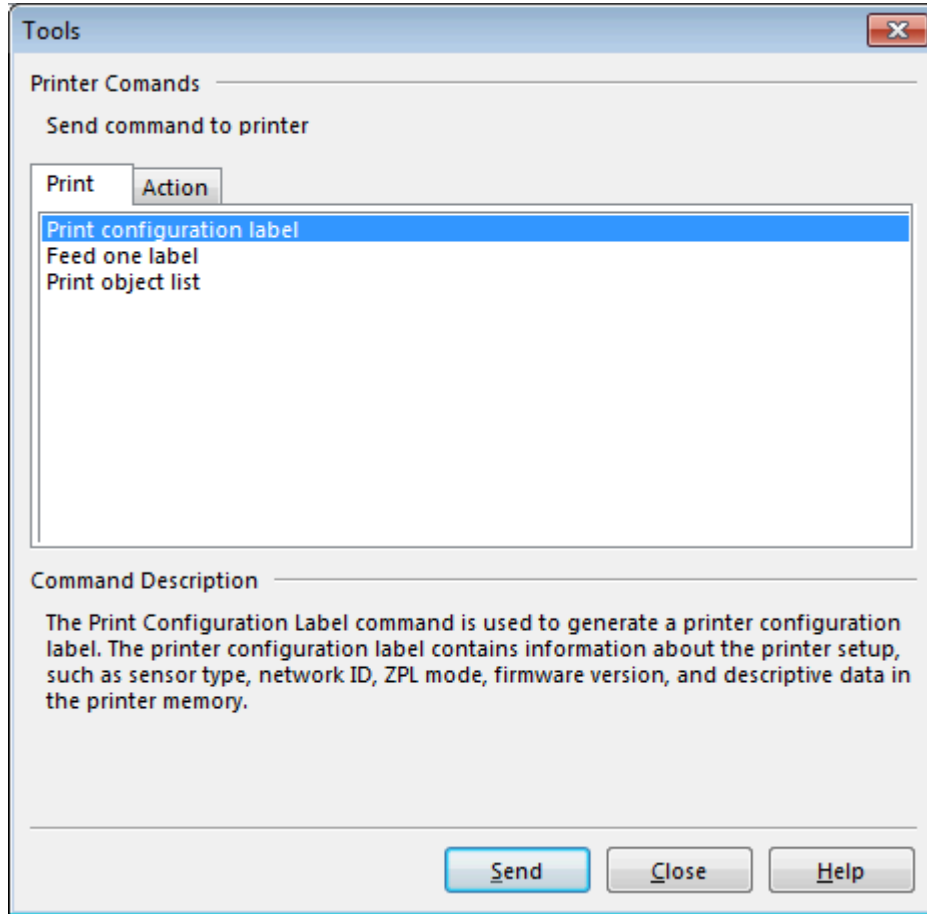 Tools
Printer Comands
Send command to printer
Print
Action
Print configuration label
Feed one label
Print object list
Command Description
The Print Configuration Label command is used to generate a printer configuration
label. The printer configuration label contains information about the printer setup,
such as sensor type, network ID, ZPL mode, firmware version, and descriptive data in
the printer memory.
Send
Close
Help